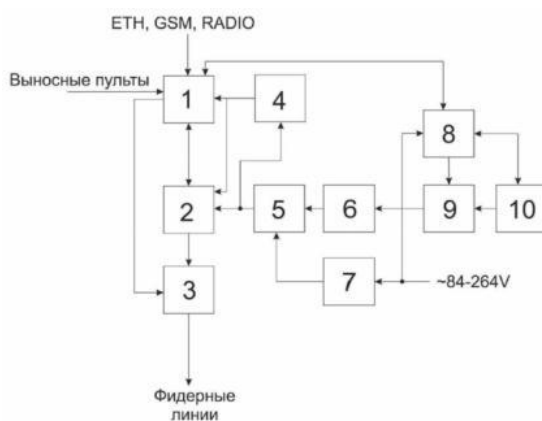 ETH, GSM, RADIO
Выносные пульты
1
4
8
2
5
6
9
10
3
7
~84-264V
Фидерные
линии